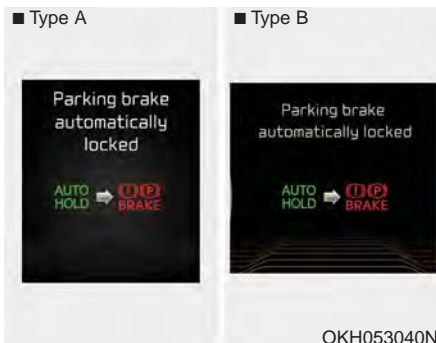 ■ Type A
■ Type B
Parking brake
automatically
locked
AUTO
HOLD
BRAKE
Parking brake
automatically locked
AUTO
HOLD
BRAKE
OKH053040N